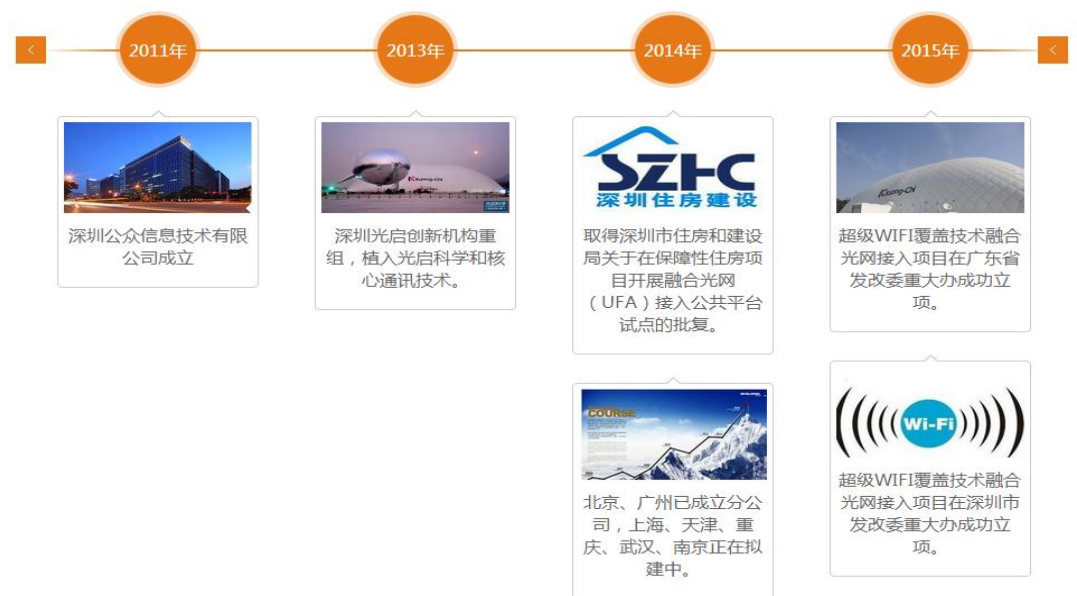 2011年
2013年
2014年
2015年
深圳公众信息技术有限
公司成立
Kuang-Chi
深圳光启创新机构重
组，植入光启科学和核
心通讯技术。
SZHC
深圳住房建设
取得深圳市住房和建设
局关于在保障性住房项
目开展融合光网
（UFA）接入公共平台
试点的批复。
COURSE
北京、广州已成立分公
司，上海、天津、重
庆、武汉、南京正在拟
建中。
Kuang-Chi
超级WIFI覆盖技术融合
光网接入项目在广东省
发改委重大办成功立
项。
Wi-Fi
超级WIFI覆盖技术融合
光网接入项目在深圳市
发改委重大办成功立
项。